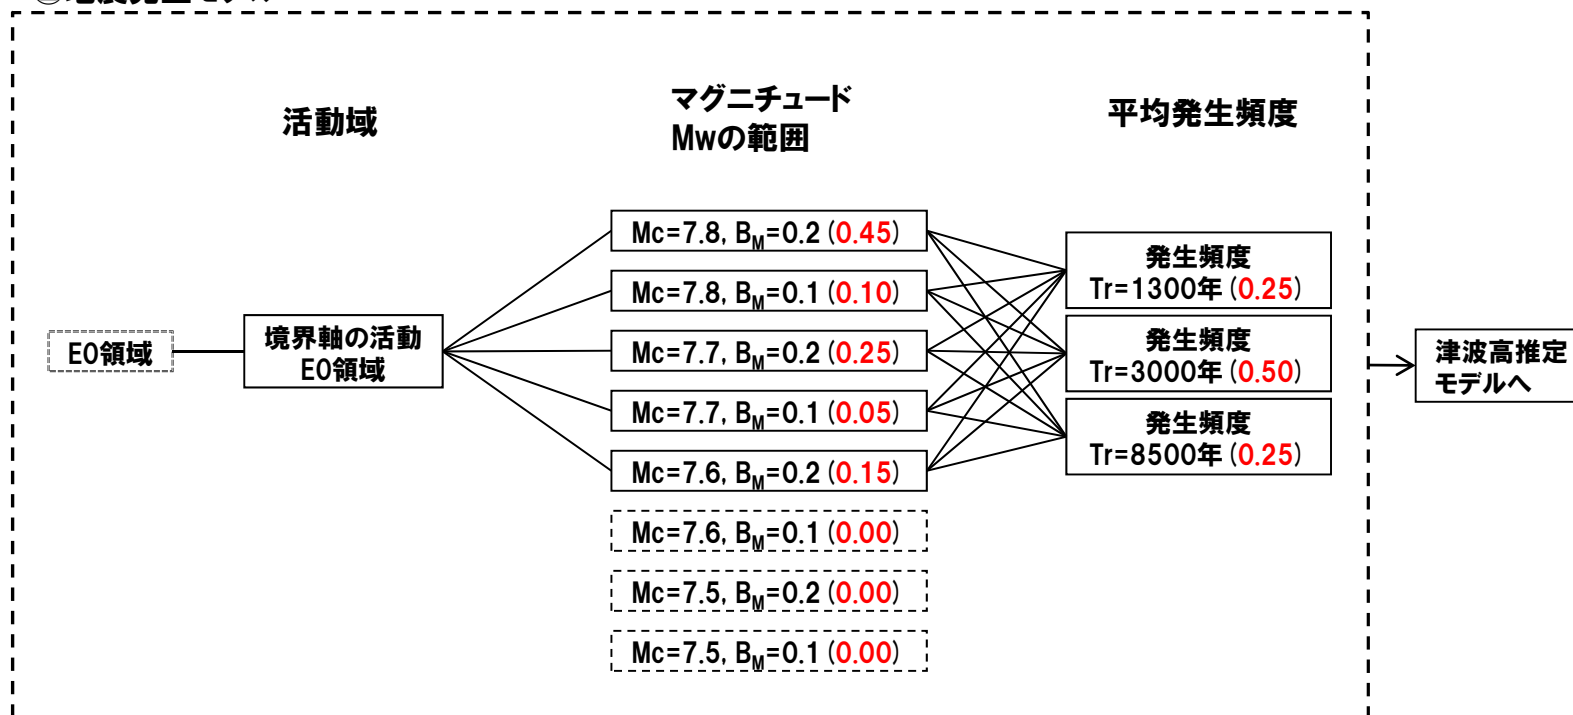 活動域
マグニチュード
Mwの範囲
平均発生頻度
E0領域
境界軸の活動
E0領域
Mc=7.8, BM=0.2 (0.45)
Mc=7.8, BM=0.1 (0.10)
Mc=7.7, BM=0.2 (0.25)
Mc=7.7, BM=0.1 (0.05)
Mc=7.6, BM=0.2 (0.15)
Mc=7.6, BM=0.1 (0.00)
Mc=7.5, BM=0.2 (0.00)
Mc=7.5, BM=0.1 (0.00)
発生頻度
Tr=1300年 (0.25)
発生頻度
Tr=3000年 (0.50)
発生頻度
Tr=8500年 (0.25)
津波高推定
モデルへ